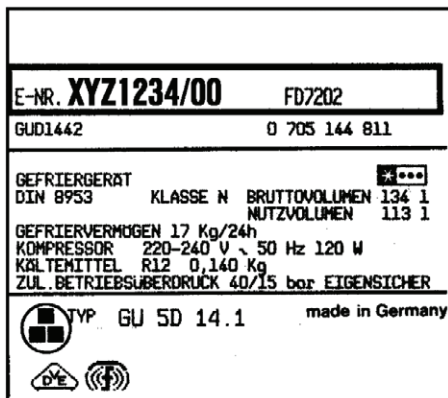 E-NR. XYZ1234/00 FD7202
GUD1442 0 705 144 811
GEFRIERGERÄT
DIN 8953 KLASSE N BRUTTOVOLUMEN 134 l
NUTZVOLUMEN 113 l
GEFRIERVERMÖGEN 17 Kg/24h
KOMPRESSOR 220-240 V ~ 50 Hz 120 W
KÄLTEMITTEL R12 0,140 Kg
ZUL.BETRIEBSÜBERDRUCK 40/15 bar EIGENSICHER
TYP GU 5D 14.1 made in Germany
DVE